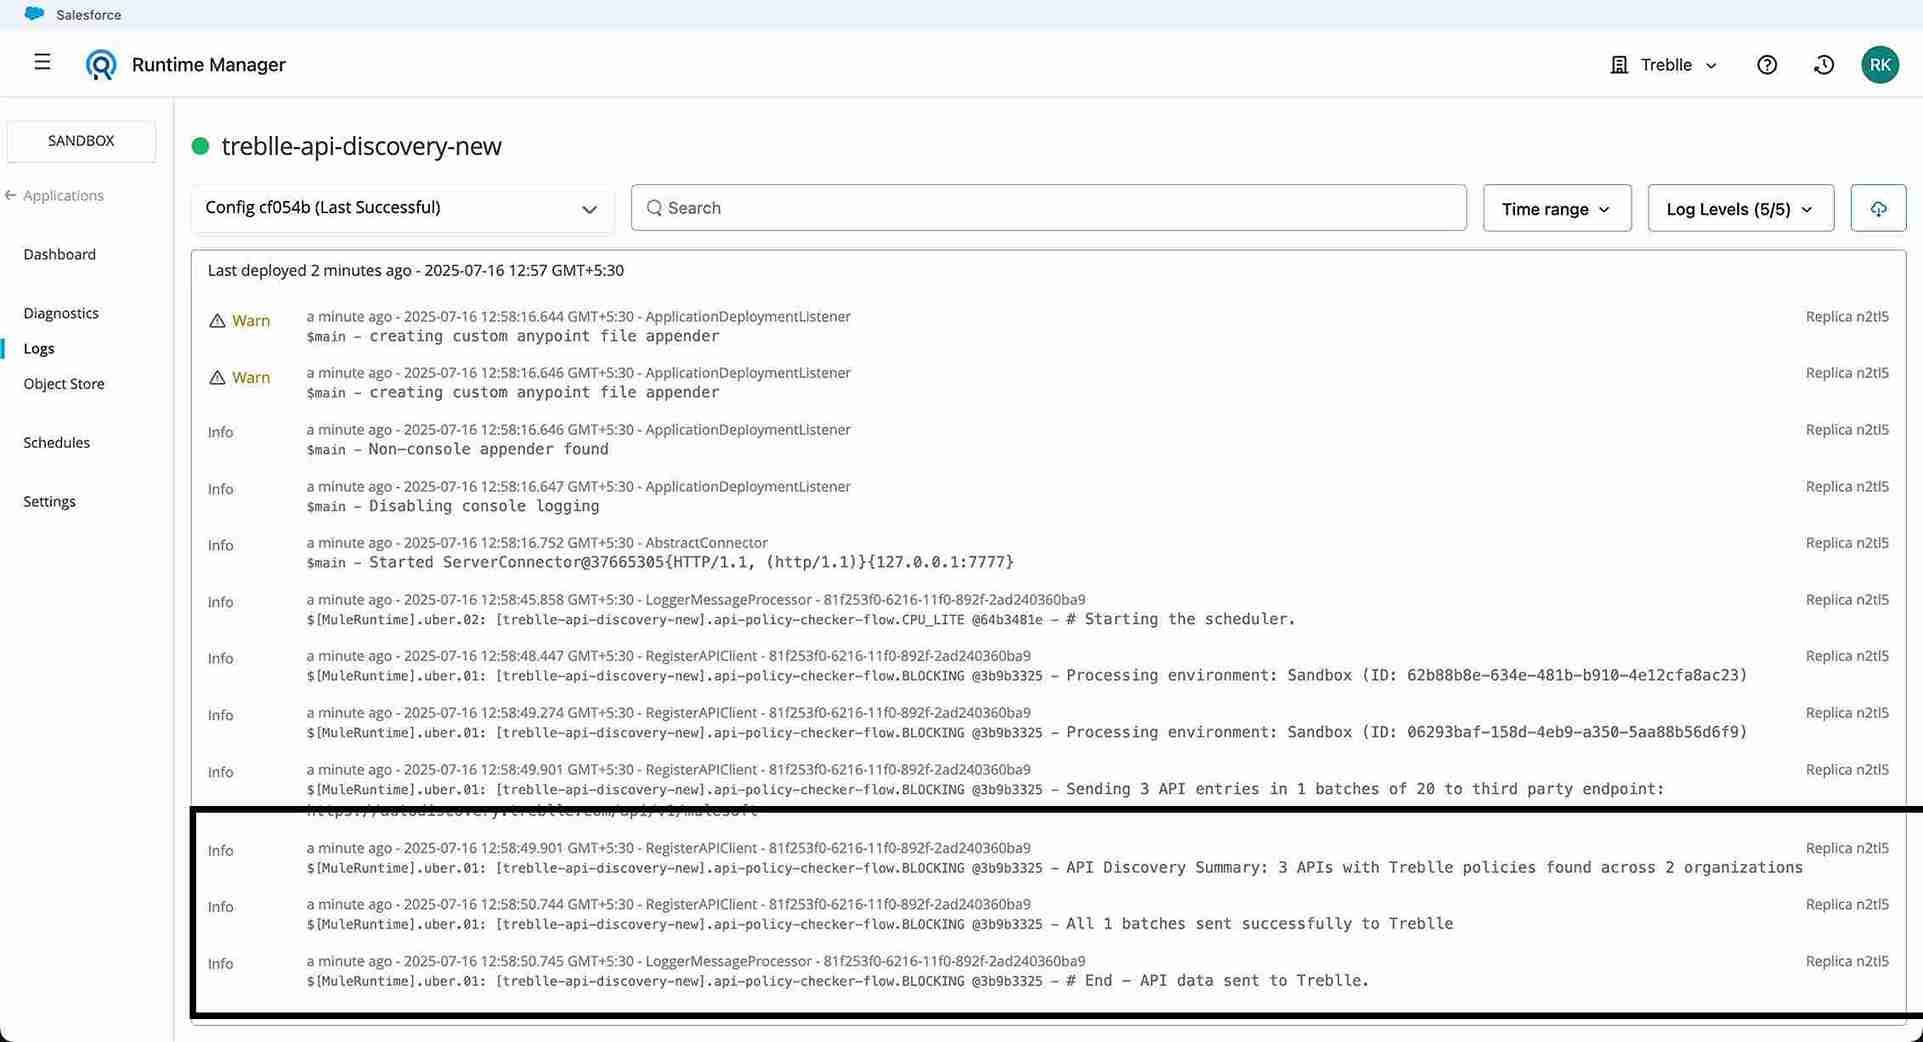 Salesforce
Runtime Manager
Treblle
RK
SANDBOX
Applications
Dashboard
Diagnostics
Logs
Object Store
Schedules
Settings
treblle-api-discovery-new
Config cf054b (Last Successful)
Search
Time range
Log Levels (5/5)
Last deployed 2 minutes ago - 2025-07-16 12:57 GMT+5:30
Warn a minute ago - 2025-07-16 12:58:16.644 GMT+5:30 - ApplicationDeploymentListener Replica n2tl5
$main – creating custom anypoint file appender
Warn a minute ago - 2025-07-16 12:58:16.646 GMT+5:30 - ApplicationDeploymentListener Replica n2tl5
$main – creating custom anypoint file appender
Info a minute ago - 2025-07-16 12:58:16.646 GMT+5:30 - ApplicationDeploymentListener Replica n2tl5
$main – Non-console appender found
Info a minute ago - 2025-07-16 12:58:16.647 GMT+5:30 - ApplicationDeploymentListener Replica n2tl5
$main – Disabling console logging
Info a minute ago - 2025-07-16 12:58:16.752 GMT+5:30 - AbstractConnector Replica n2tl5
$main – Started ServerConnector@37665305{HTTP/1.1, (http/1.1)}{127.0.0.1:7777}
Info a minute ago - 2025-07-16 12:58:45.858 GMT+5:30 - LoggerMessageProcessor - 81f253f0-6216-11f0-892f-2ad240360ba9 Replica n2tl5
$[MuleRuntime].uber.02: [treblle-api-discovery-new].api-policy-checker-flow.CPU_LITE @64b3481e – # Starting the scheduler.
Info a minute ago - 2025-07-16 12:58:48.447 GMT+5:30 - RegisterAPIClient - 81f253f0-6216-11f0-892f-2ad240360ba9 Replica n2tl5
$[MuleRuntime].uber.01: [treblle-api-discovery-new].api-policy-checker-flow.BLOCKING @3b9b3325 – Processing environment: Sandbox (ID: 62b88b8e-634e-481b-b910-4e12cfa8ac23)
Info a minute ago - 2025-07-16 12:58:49.274 GMT+5:30 - RegisterAPIClient - 81f253f0-6216-11f0-892f-2ad240360ba9 Replica n2tl5
$[MuleRuntime].uber.01: [treblle-api-discovery-new].api-policy-checker-flow.BLOCKING @3b9b3325 – Processing environment: Sandbox (ID: 06293baf-158d-4eb9-a350-5aa88b56d6f9)
Info a minute ago - 2025-07-16 12:58:49.901 GMT+5:30 - RegisterAPIClient - 81f253f0-6216-11f0-892f-2ad240360ba9 Replica n2tl5
$[MuleRuntime].uber.01: [treblle-api-discovery-new].api-policy-checker-flow.BLOCKING @3b9b3325 – Sending 3 API entries in 1 batches of 20 to third party endpoint:
Info a minute ago - 2025-07-16 12:58:49.901 GMT+5:30 - RegisterAPIClient - 81f253f0-6216-11f0-892f-2ad240360ba9 Replica n2tl5
$[MuleRuntime].uber.01: [treblle-api-discovery-new].api-policy-checker-flow.BLOCKING @3b9b3325 – API Discovery Summary: 3 APIs with Treblle policies found across 2 organizations
Info a minute ago - 2025-07-16 12:58:50.744 GMT+5:30 - RegisterAPIClient - 81f253f0-6216-11f0-892f-2ad240360ba9 Replica n2tl5
$[MuleRuntime].uber.01: [treblle-api-discovery-new].api-policy-checker-flow.BLOCKING @3b9b3325 – All 1 batches sent successfully to Treblle
Info a minute ago - 2025-07-16 12:58:50.745 GMT+5:30 - LoggerMessageProcessor - 81f253f0-6216-11f0-892f-2ad240360ba9 Replica n2tl5
$[MuleRuntime].uber.01: [treblle-api-discovery-new].api-policy-checker-flow.BLOCKING @3b9b3325 – # End – API data sent to Treblle.